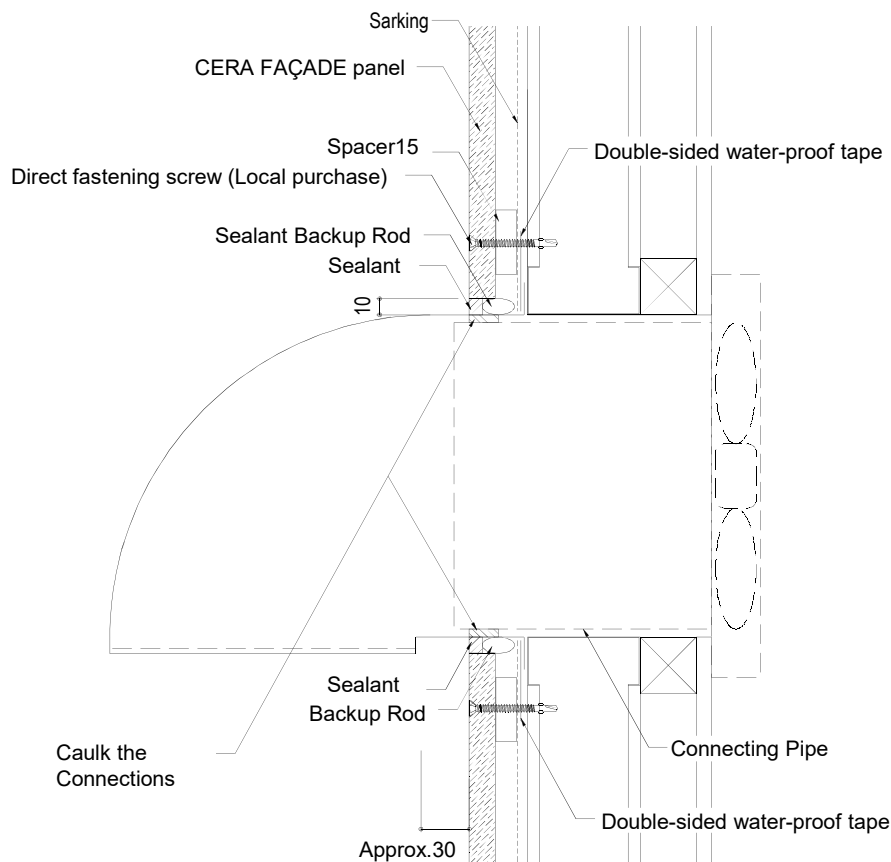 Sarking
CERA FAÇADE panel
Spacer15
Double-sided water-proof tape
Direct fastening screw (Local purchase)
Sealant Backup Rod
Sealant
10
Sealant
Backup Rod
Caulk the
Connections
Connecting Pipe
Double-sided water-proof tape
Approx.30